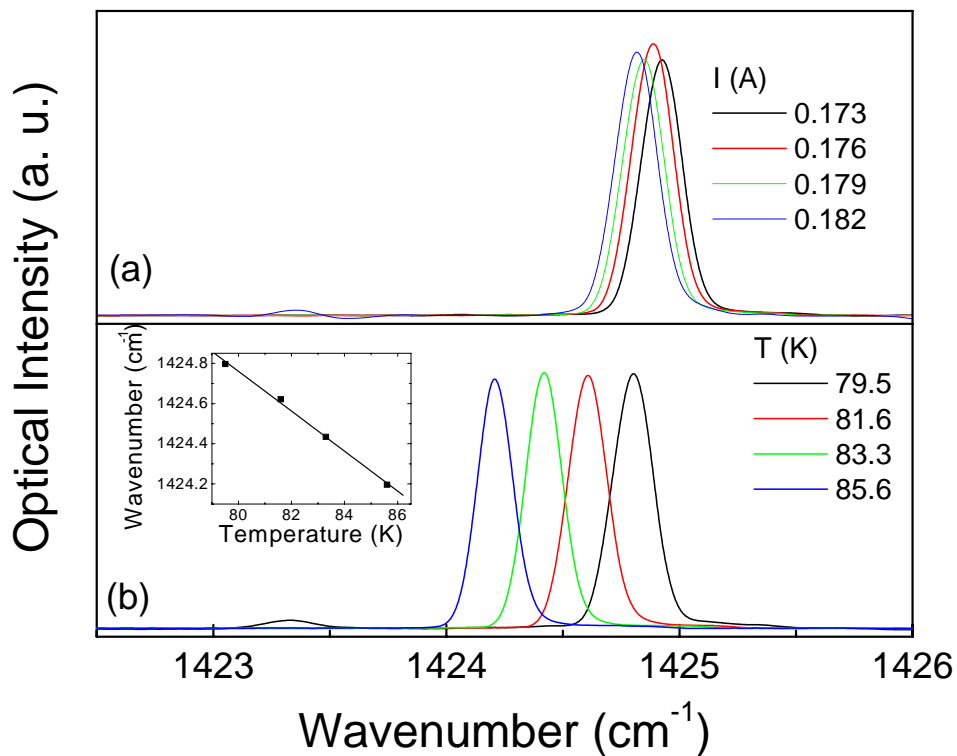 Optical Intensity (a. u.)
(a)
I (A)
0.173
0.176
0.179
0.182
(b)
T (K)
79.5
81.6
83.3
85.6
Wavenumber (cm⁻¹)
1424.8
1424.6
1424.4
1424.2
80 82 84 86
Temperature (K)
1423 1424 1425 1426
Wavenumber (cm⁻¹)